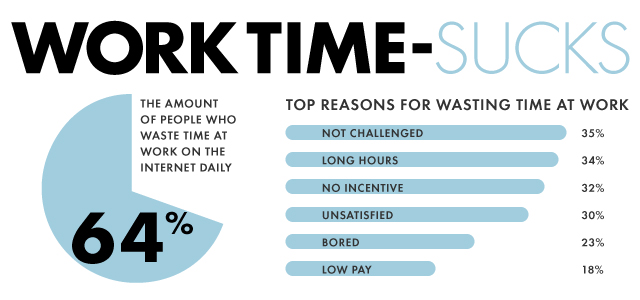 WORK TIME-SUCKS
THE AMOUNT
OF PEOPLE WHO
WASTE TIME AT
WORK ON THE
INTERNET DAILY
64%
TOP REASONS FOR WASTING TIME AT WORK
NOT CHALLENGED 35%
LONG HOURS 34%
NO INCENTIVE 32%
UNSATISFIED 30%
BORED 23%
LOW PAY 18%